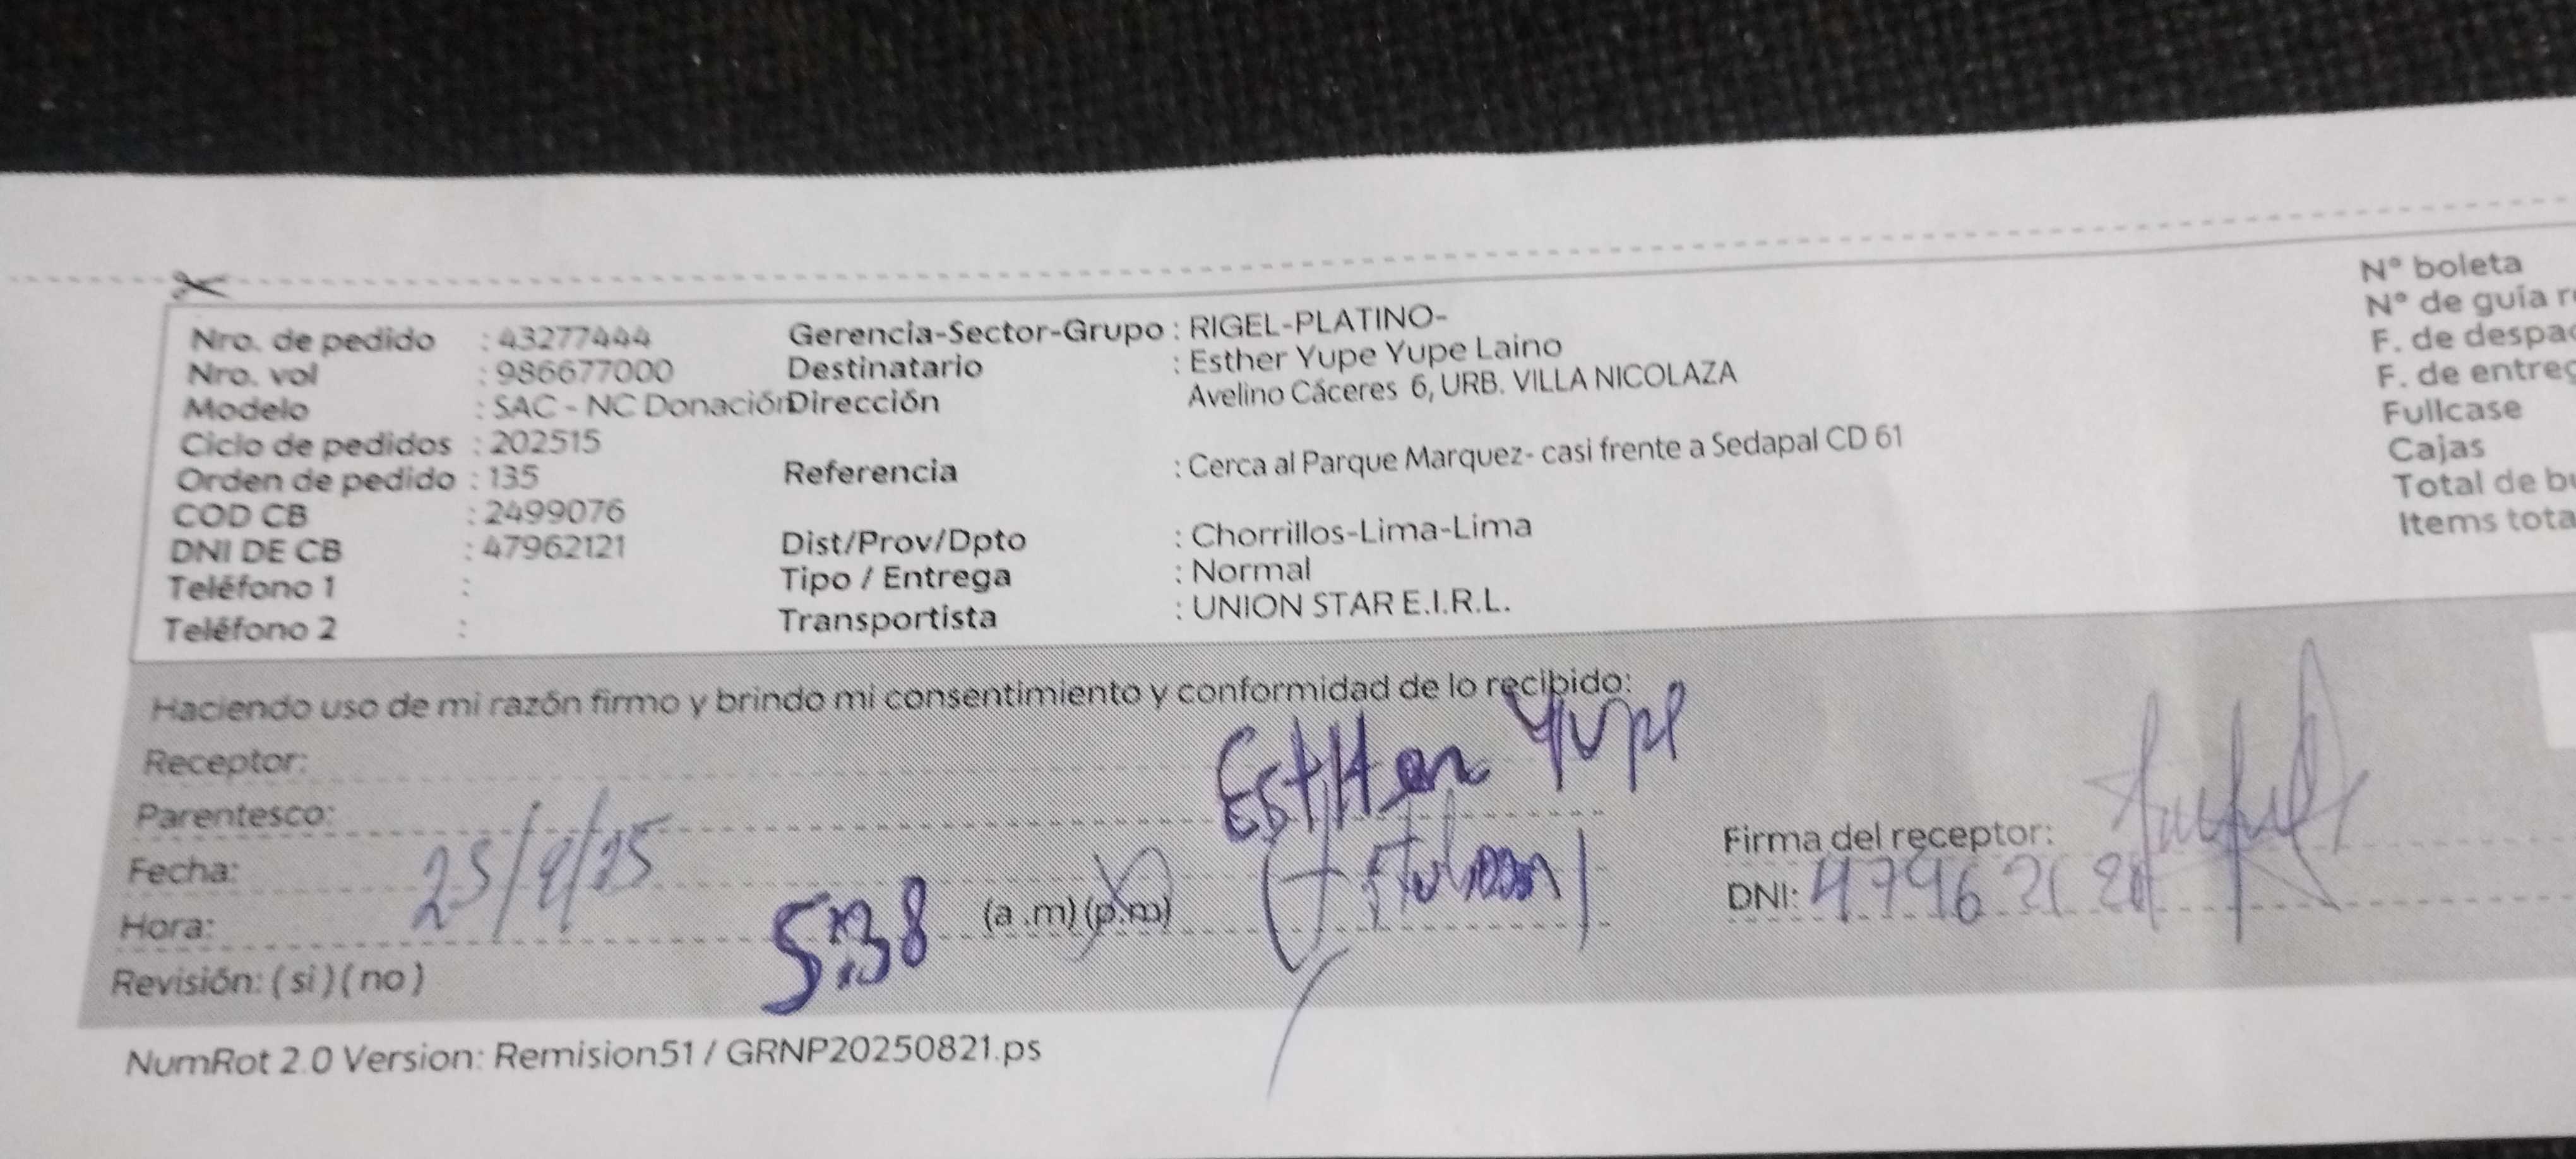 Nro. de pedido : 43277444
Nro. vol : 986677000
Modelo : SAC - NC Donación
Ciclo de pedidos : 202515
Orden de pedido : 135
COD CB : 2499076
DNI DE CB : 47962121
Teléfono 1 :
Teléfono 2 :
Gerencia-Sector-Grupo : RIGEL-PLATINO-
Destinatario : Esther Yupe Yupe Laino
Dirección Avelino Cáceres 6, URB. VILLA NICOLAZA
Referencia : Cerca al Parque Marquez- casi frente a Sedapal CD 61
Dist/Prov/Dpto : Chorrillos-Lima-Lima
Tipo / Entrega : Normal
Transportista : UNION STAR E.I.R.L.
N° boleta
N° de guía r
F. de despa
F. de entreg
Fullcase
Cajas
Total de bu
Items tota
Haciendo uso de mi razón firmo y brindo mi consentimiento y conformidad de lo recibido:
Receptor: Esther Yupe
Parentesco:
Fecha:
Hora: 5:38 (a .m) (p.m)
Revisión: ( si ) ( no )
Firma del receptor:
DNI:
NumRot 2.0 Version: Remision51 / GRNP20250821.ps